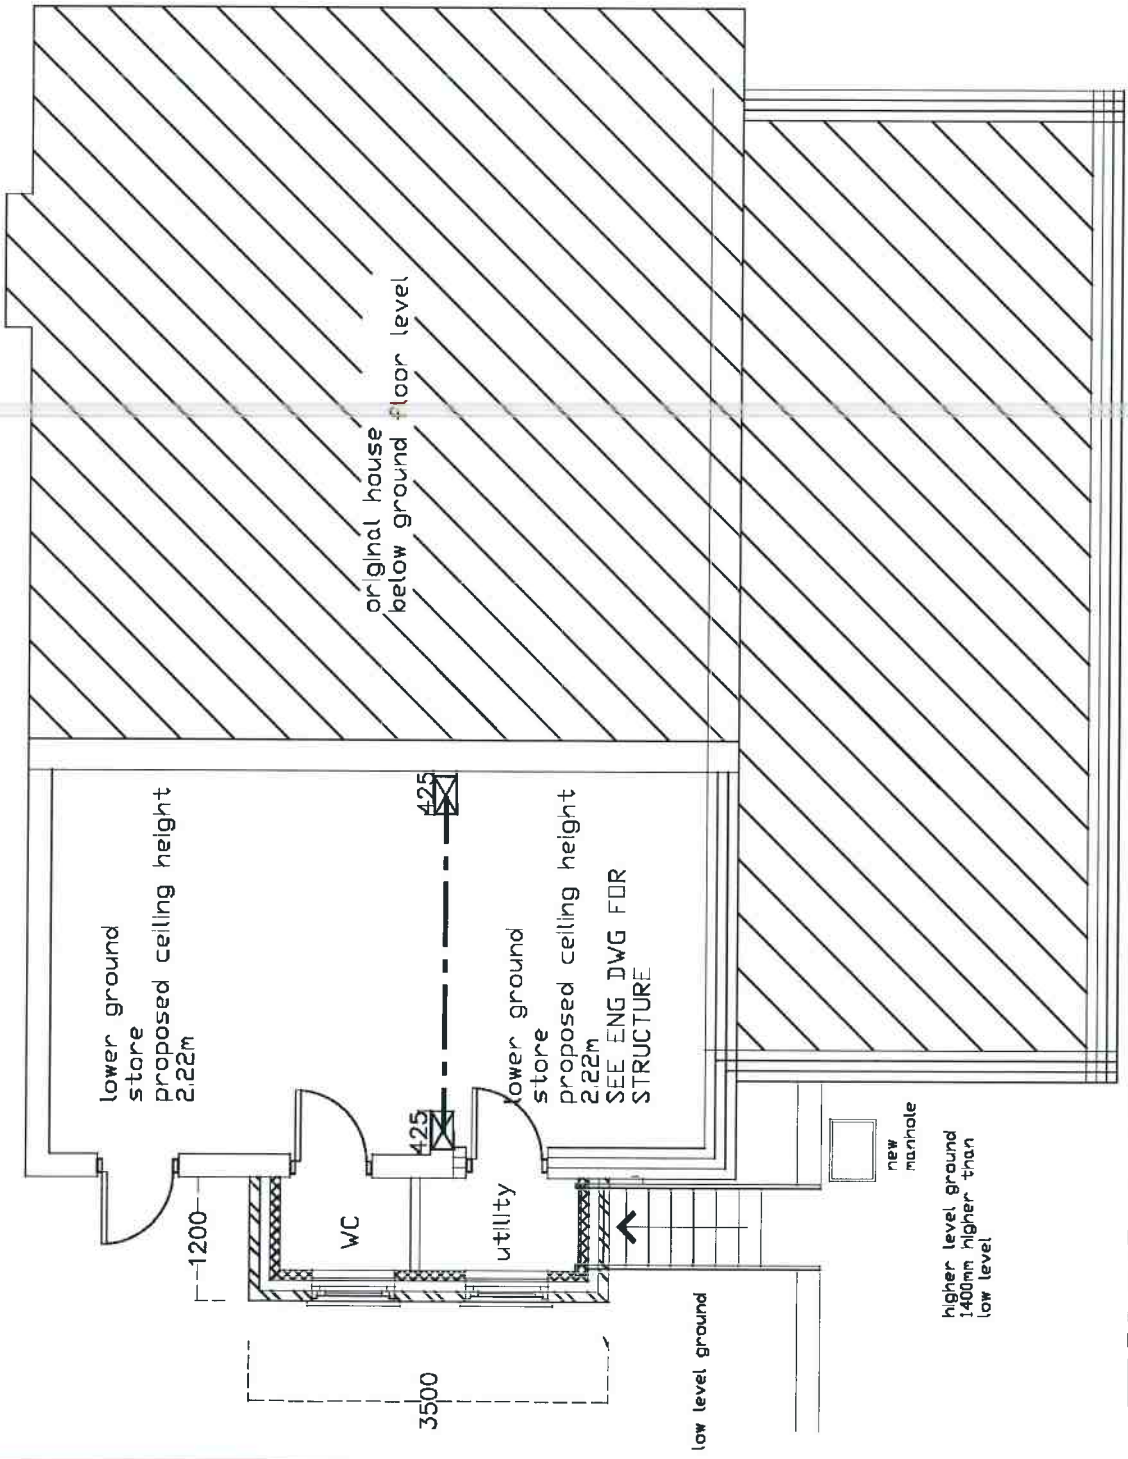 original house
below ground floor level
lower ground
store
proposed ceiling height
2.22m
425
425
lower ground
store
proposed ceiling height
2.22m
SEE ENG DWG FOR
STRUCTURE
WC
utility
1200
3500
new
manhole
higher level ground
1400mm higher than
low level
low level ground